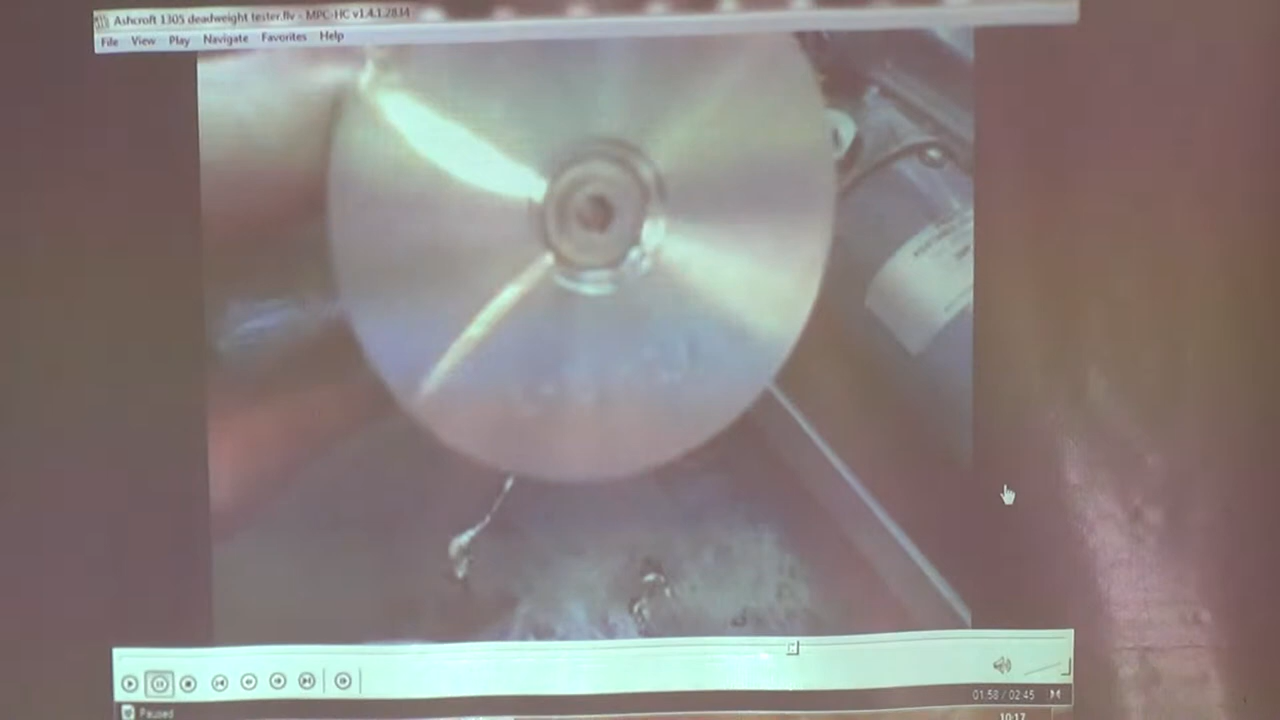 Ashcroft 1305 deadweight tester.flv - MPC-HC v1.4.1.2834
File View Play Navigate Favorites Help
01:58 / 02:45
Paused
10:17